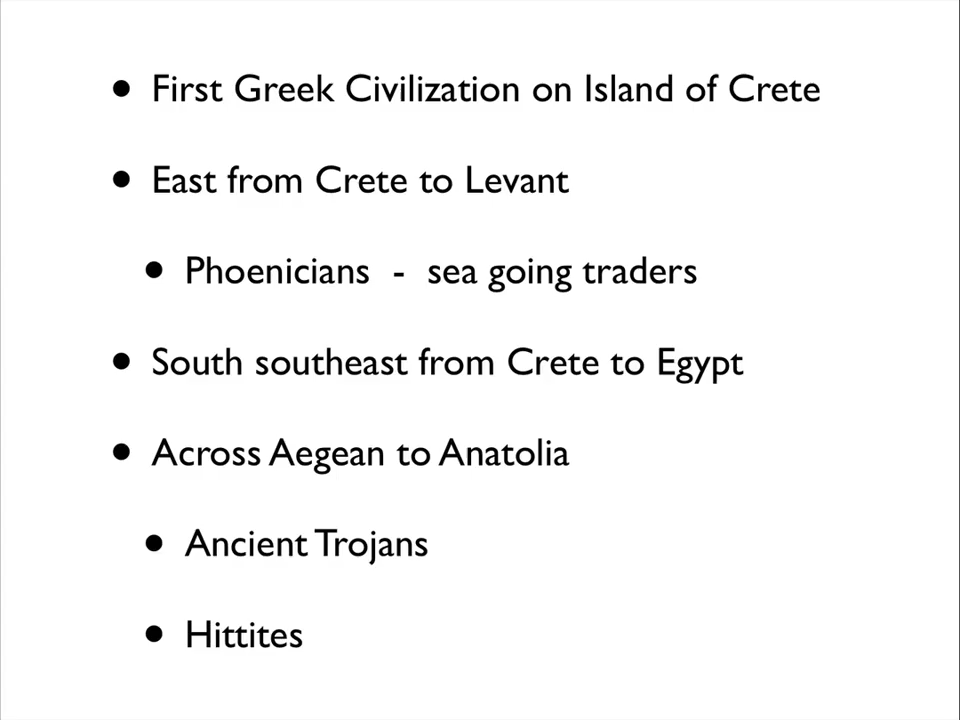 • First Greek Civilization on Island of Crete
• East from Crete to Levant
• Phoenicians - sea going traders
• South southeast from Crete to Egypt
• Across Aegean to Anatolia
• Ancient Trojans
• Hittites